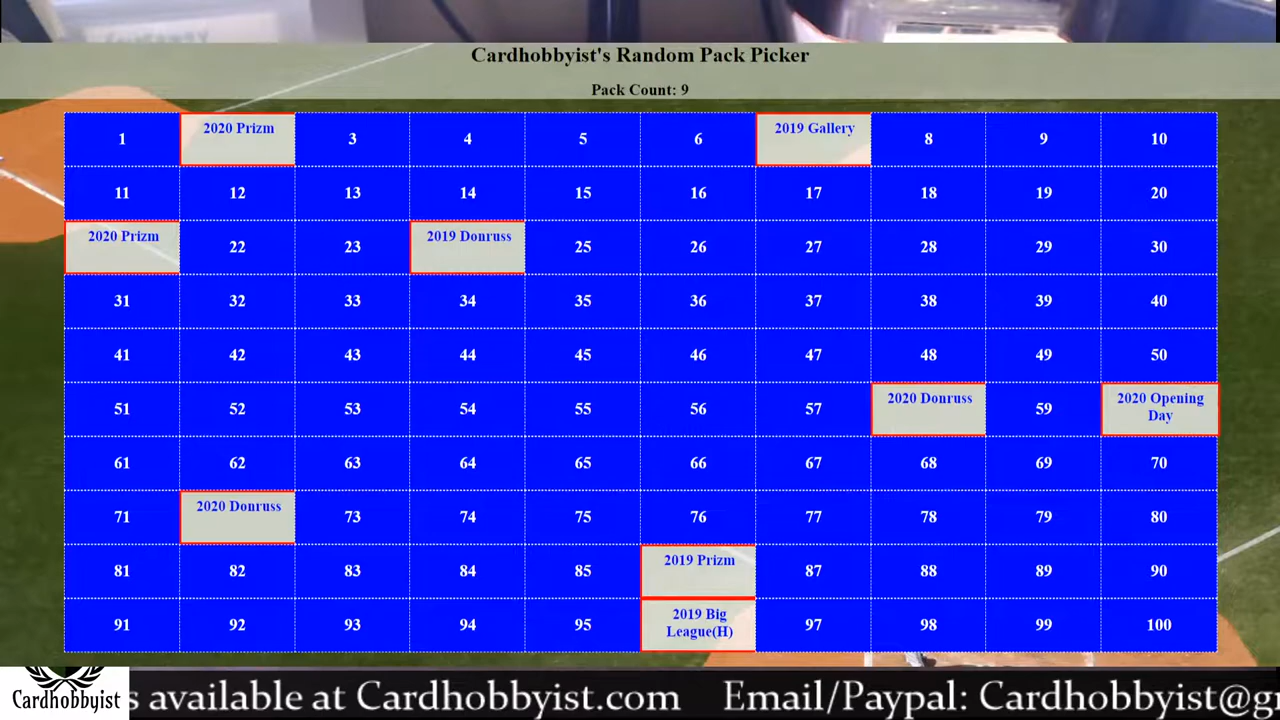 Cardhobbyist's Random Pack Picker
Pack Count: 9
1 2020 Prizm 3 4 5 6 2019 Gallery 8 9 10
11 12 13 14 15 16 17 18 19 20
2020 Prizm 22 23 2019 Donruss 25 26 27 28 29 30
31 32 33 34 35 36 37 38 39 40
41 42 43 44 45 46 47 48 49 50
51 52 53 54 55 56 57 2020 Donruss 59 2020 Opening Day
61 62 63 64 65 66 67 68 69 70
71 2020 Donruss 73 74 75 76 77 78 79 80
81 82 83 84 85 2019 Prizm 87 88 89 90
91 92 93 94 95 2019 Big League(H) 97 98 99 100
Cardhobbyist
s available at Cardhobbyist.com Email/Paypal: Cardhobbyist@g